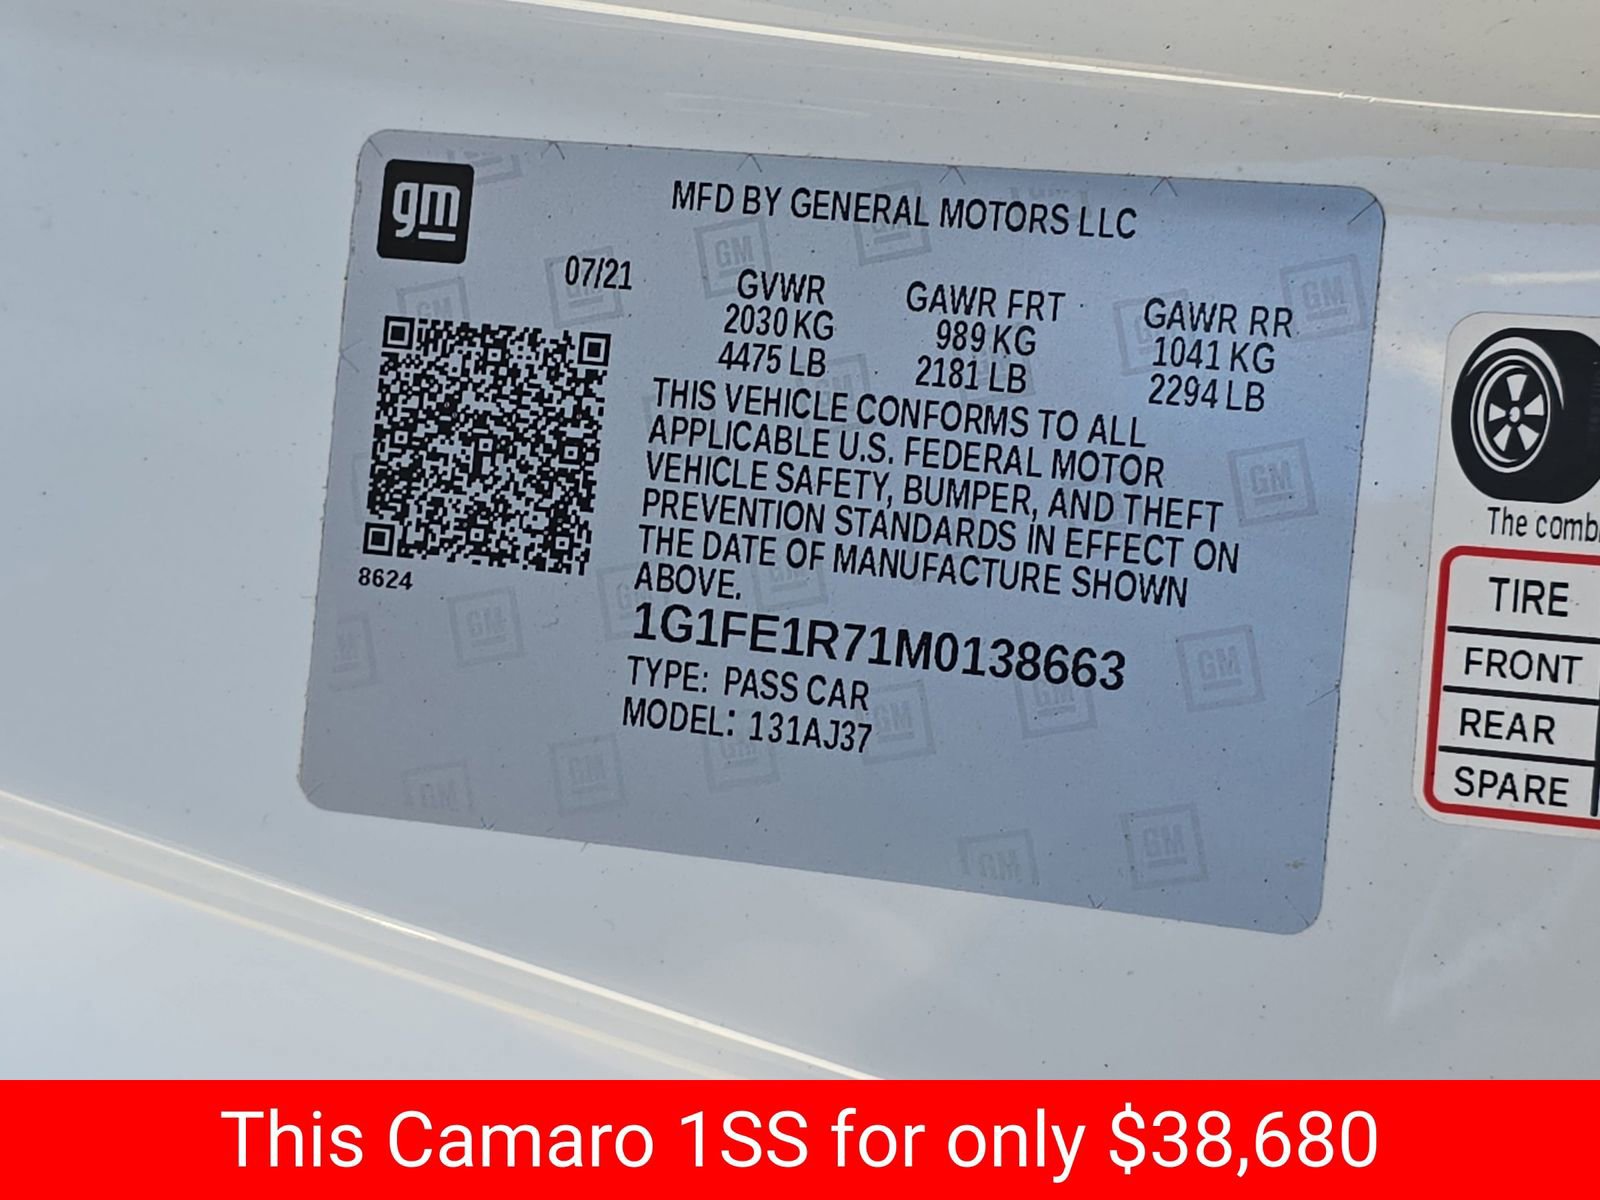 gm
MFD BY GENERAL MOTORS LLC
07/21
GVWR
2030 KG
4475 LB
GAWR FRT
989 KG
2181 LB
GAWR RR
1041 KG
2294 LB
THIS VEHICLE CONFORMS TO ALL
APPLICABLE U.S. FEDERAL MOTOR
VEHICLE SAFETY, BUMPER, AND THEFT
PREVENTION STANDARDS IN EFFECT ON
THE DATE OF MANUFACTURE SHOWN
ABOVE.
8624
1G1FE1R71M0138663
TYPE: PASS CAR
MODEL: 131AJ37
The comb
TIRE
FRONT
REAR
SPARE
This Camaro 1SS for only $38,680